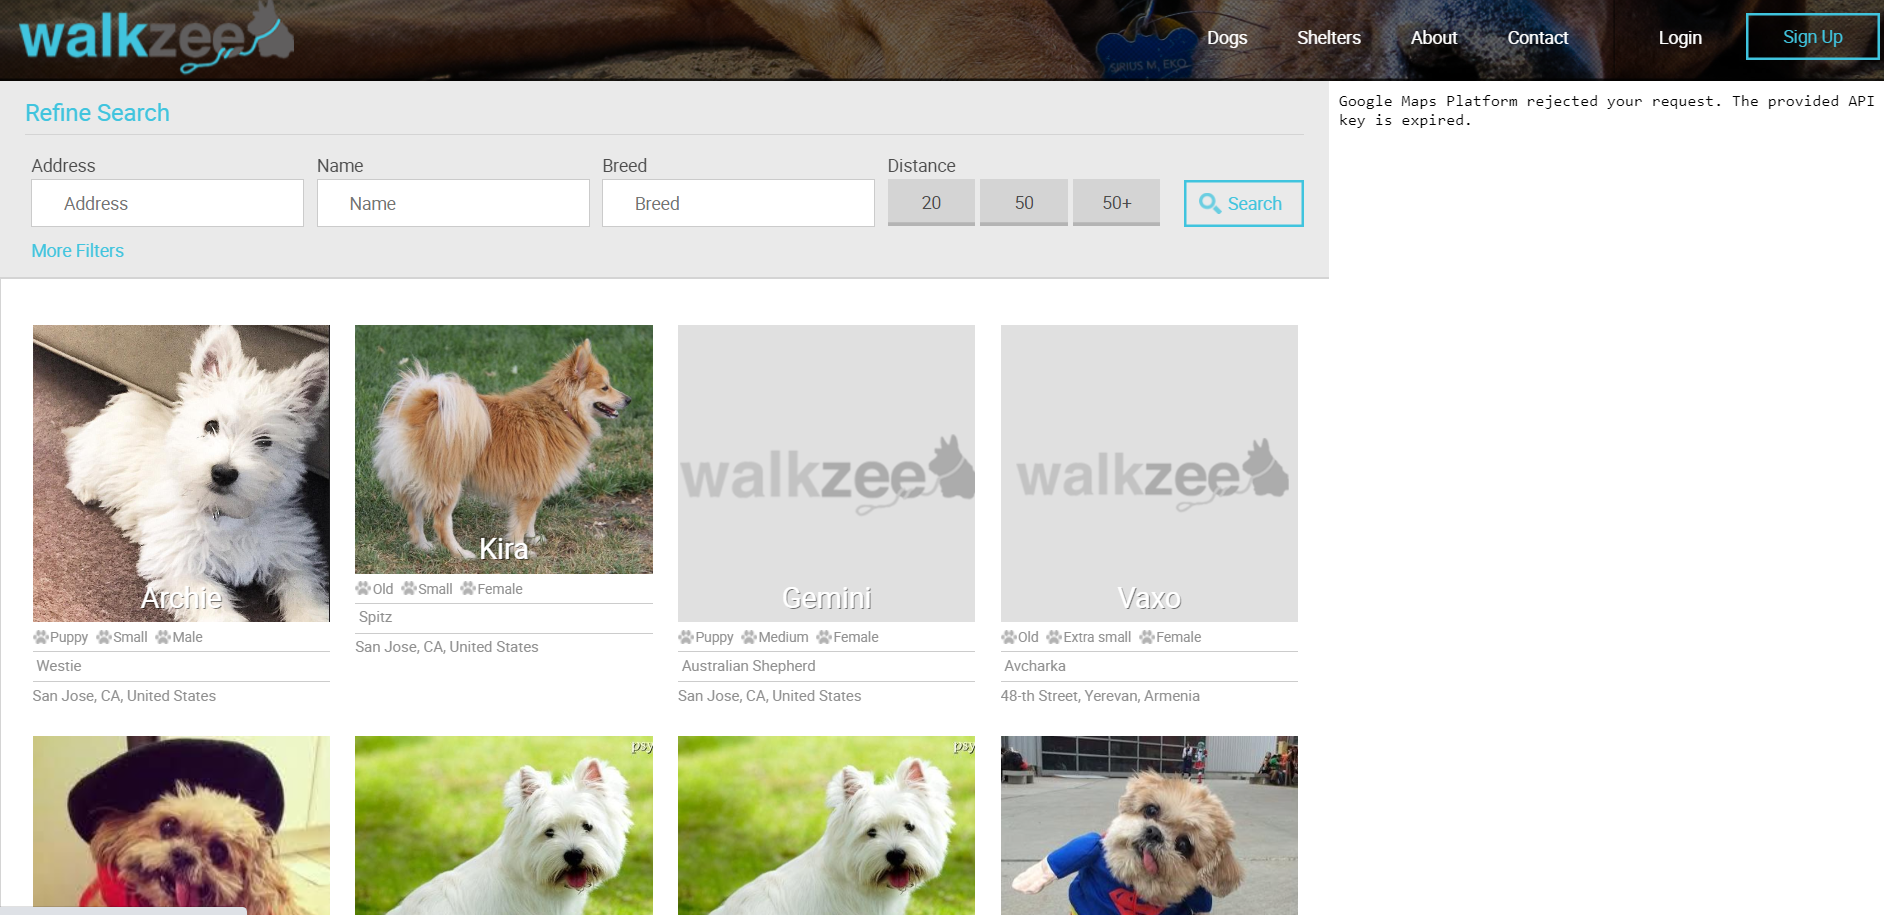 walkzee
SIRIUS M, EKO
Dogs
Shelters
About
Contact
Login
Sign Up
Refine Search
Google Maps Platform rejected your request. The provided API
key is expired.
Address
Name
Breed
Distance
Address
Name
Breed
20
50
50+
Search
More Filters
walkzee
walkzee
Archie
Kira
Gemini
Vaxo
Puppy Small Male
Westie
San Jose, CA, United States
Old Small Female
Spitz
San Jose, CA, United States
Puppy Medium Female
Australian Shepherd
San Jose, CA, United States
Old Extra small Female
Avcharka
48-th Street, Yerevan, Armenia
psy
psy